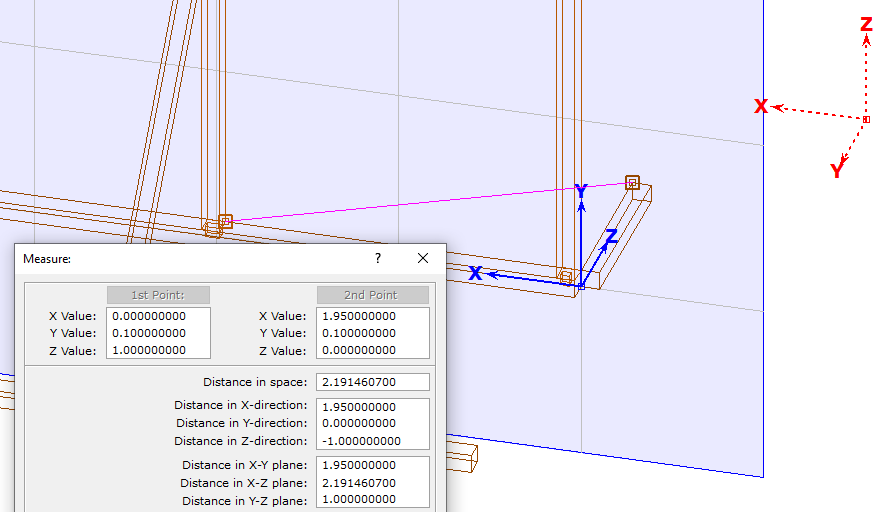 Z
X
Y
Y
Z
X
Measure:
?
1st Point:
2nd Point
X Value: 0.000000000 X Value: 1.950000000
Y Value: 0.100000000 Y Value: 0.100000000
Z Value: 1.000000000 Z Value: 0.000000000
Distance in space: 2.191460700
Distance in X-direction: 1.950000000
Distance in Y-direction: 0.000000000
Distance in Z-direction: -1.000000000
Distance in X-Y plane: 1.950000000
Distance in X-Z plane: 2.191460700
Distance in Y-Z plane: 1.000000000